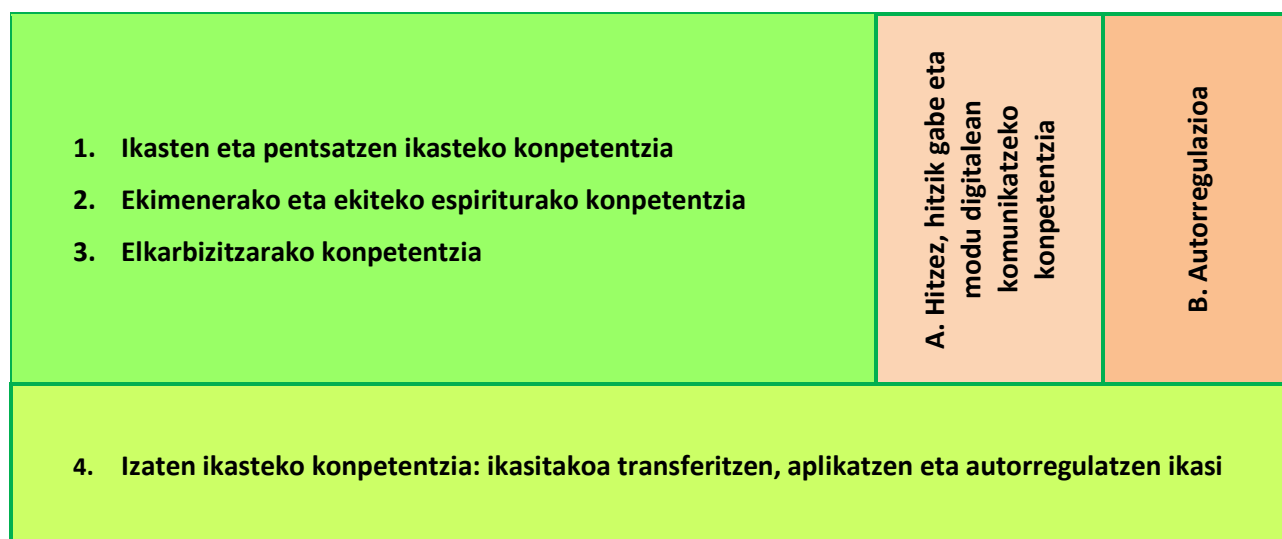 1. Ikasten eta pentsatzen ikasteko konpetentzia
2. Ekimenerako eta ekiteko espiriturako konpetentzia
3. Elkarbizitzarako konpetentzia
A. Hitzez, hitzik gabe eta
modu digitalean
komunikatzeko
konpetentzia
B. Autorregulazioa
4. Izaten ikasteko konpetentzia: ikasitakoa transferitzen, aplikatzen eta autorregulatzen ikasi